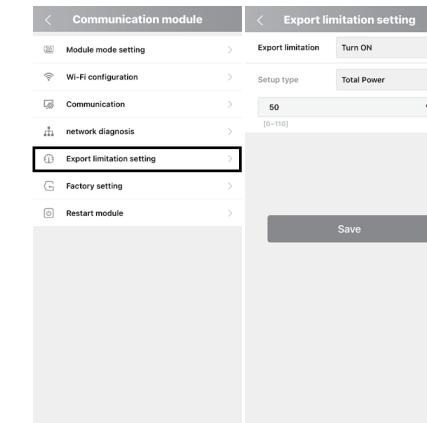 Communication module
Module mode setting
Wi-Fi configuration
Communication
network diagnosis
Export limitation setting
Factory setting
Restart module
Export limitation setting
Export limitation Turn ON
Setup type Total Power
50
[0~110]
Save